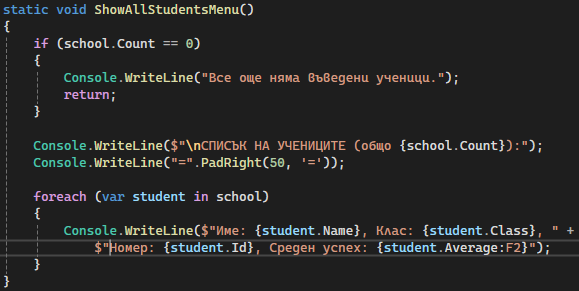 static void ShowAllStudentsMenu()
{
    if (school.Count == 0)
    {
        Console.WriteLine("Все още няма въведени ученици.");
        return;
    }

    Console.WriteLine($"\nСПИСЪК НА УЧЕНИЦИТЕ (общо {school.Count}):");
    Console.WriteLine("=".PadRight(50, '='));

    foreach (var student in school)
    {
        Console.WriteLine($"Име: {student.Name}, Клас: {student.Class}, " +
            $"Номер: {student.Id}, Среден успех: {student.Average:F2}");
    }
}